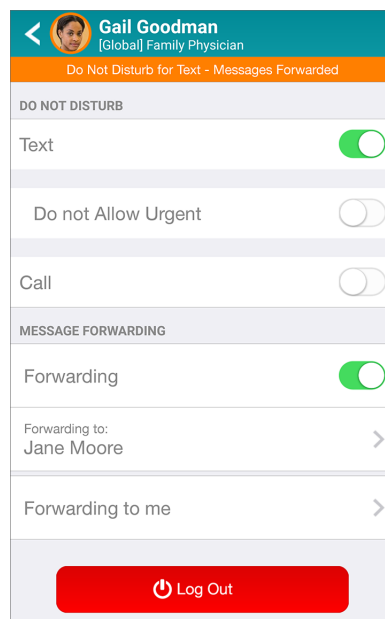 Gail Goodman
[Global] Family Physician
Do Not Disturb for Text - Messages Forwarded
DO NOT DISTURB
Text
Do not Allow Urgent
Call
MESSAGE FORWARDING
Forwarding
Forwarding to:
Jane Moore
Forwarding to me
Log Out